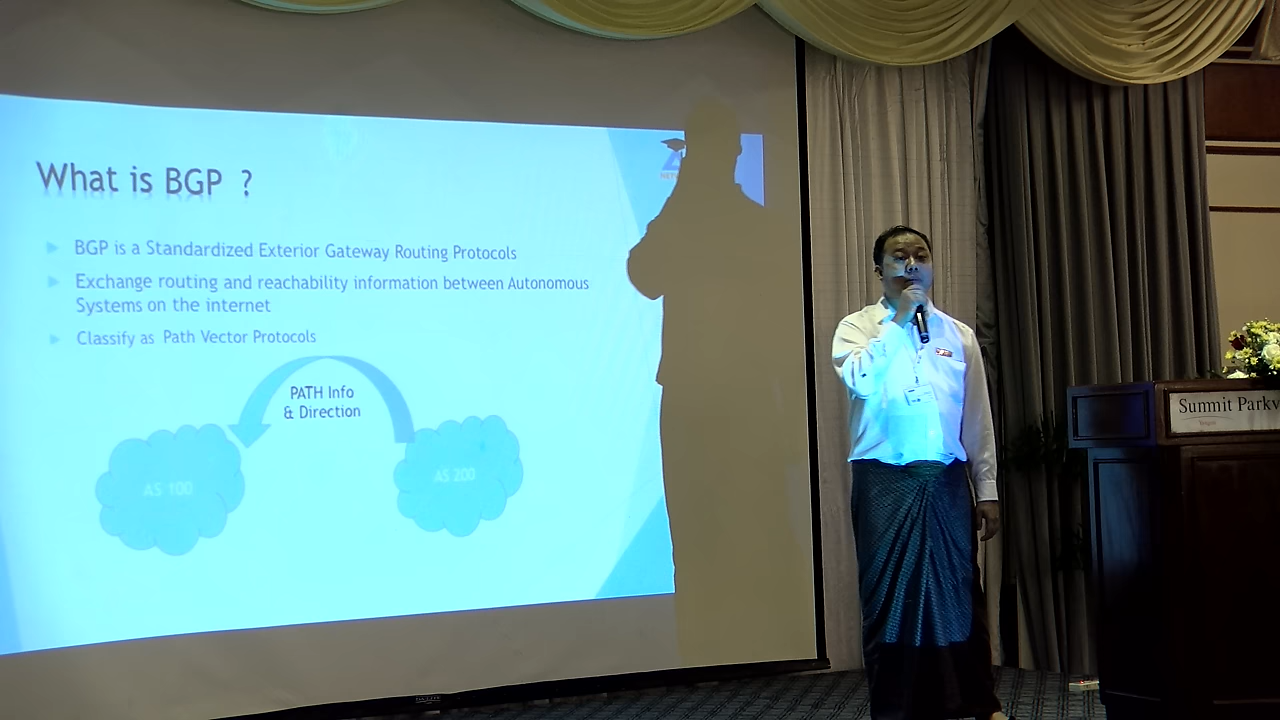 What is BGP ?
BGP is a Standardized Exterior Gateway Routing Protocols
Exchange routing and reachability information between Autonomous
Systems on the internet
Classify as Path Vector Protocols
PATH Info
& Direction
AS 100
AS 200
Summit Parkv